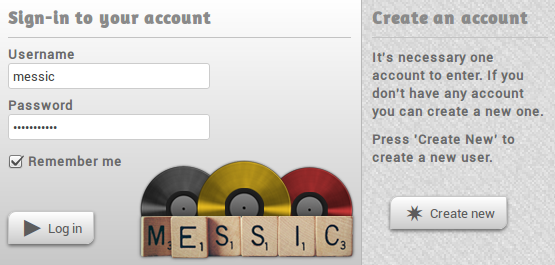 Sign-in to your account
Username
messic
Password
•••••••••••
Remember me
Log in
M3 E1 S1 S1 I1 C3
Create an account
It's necessary one
account to enter. If you
don't have any account
you can create a new one.
Press 'Create New' to
create a new user.
Create new